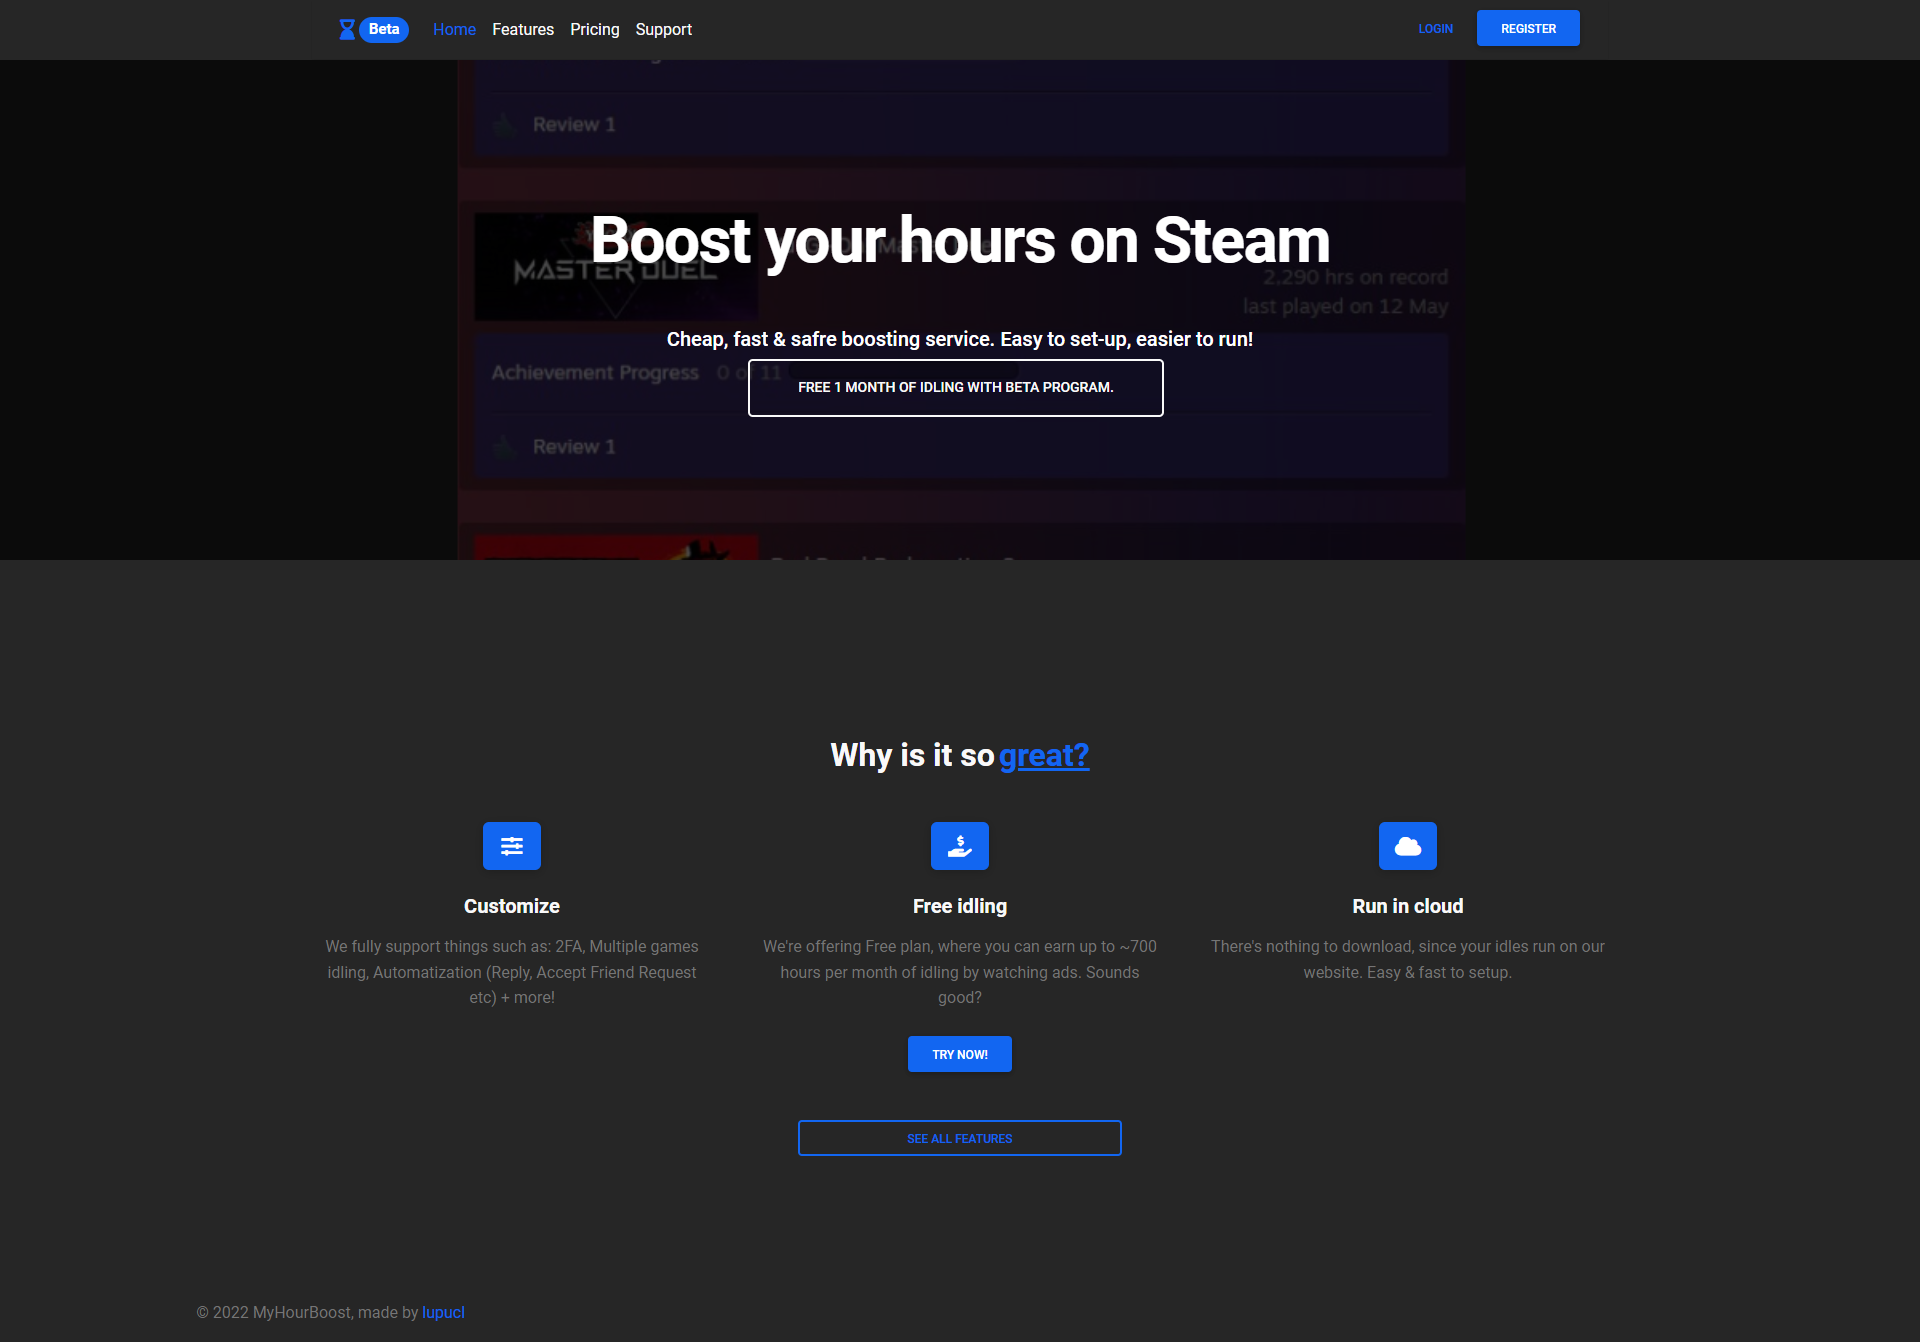 Beta Home Features Pricing Support LOGIN REGISTER
Review 1
Boost your hours on Steam
MASTER DUEL
2,290 hrs on record
last played on 12 May
Cheap, fast & safre boosting service. Easy to set-up, easier to run!
Achievement Progress 0 of 11
FREE 1 MONTH OF IDLING WITH BETA PROGRAM.
Review 1
Why is it so great?
Customize
We fully support things such as: 2FA, Multiple games
idling, Automatization (Reply, Accept Friend Request
etc) + more!
Free idling
We're offering Free plan, where you can earn up to ~700
hours per month of idling by watching ads. Sounds
good?
TRY NOW!
Run in cloud
There's nothing to download, since your idles run on our
website. Easy & fast to setup.
SEE ALL FEATURES
© 2022 MyHourBoost, made by lupucl